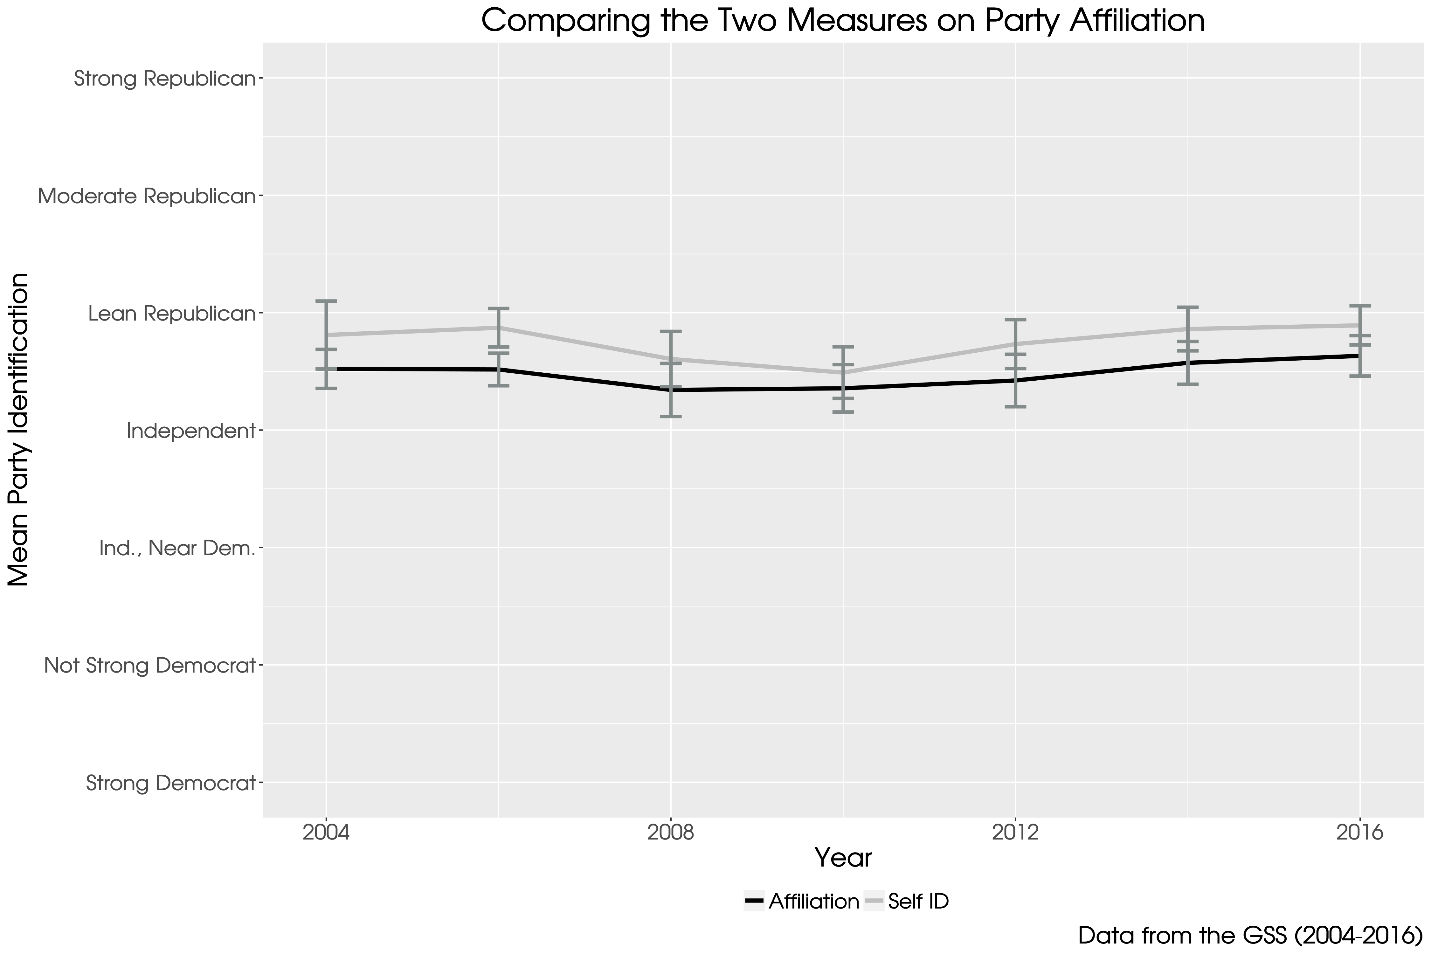 Comparing the Two Measures on Party Affiliation
Strong Republican
Moderate Republican
Lean Republican
Independent
Ind., Near Dem.
Not Strong Democrat
Strong Democrat
Mean Party Identification
2004 2008 2012 2016
Year
Affiliation Self ID
Data from the GSS (2004-2016)